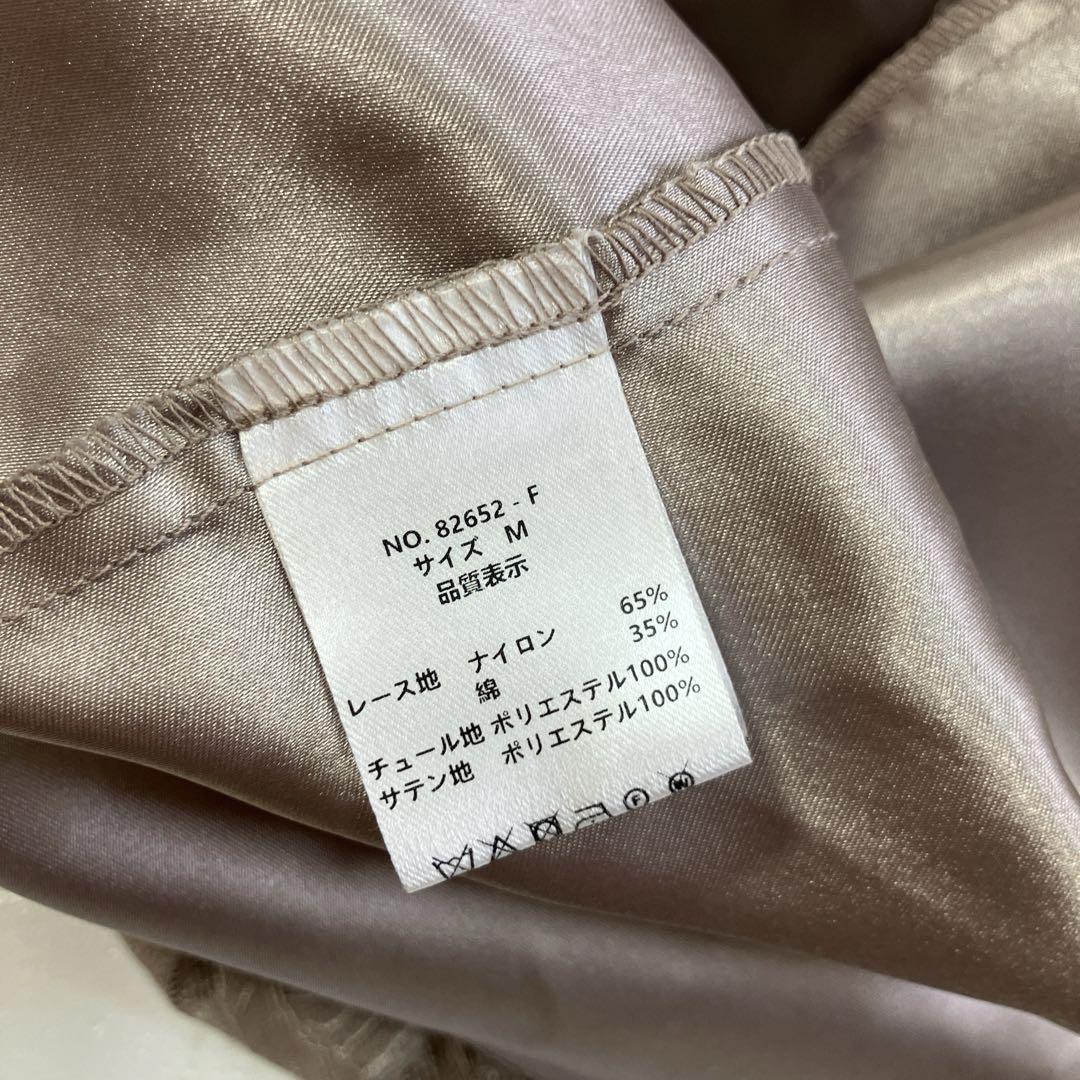 NO. 82652 - F
サイズ M
品質表示
レース地 ナイロン 65%
綿 35%
チュール地 ポリエステル100%
サテン地 ポリエステル100%
F W